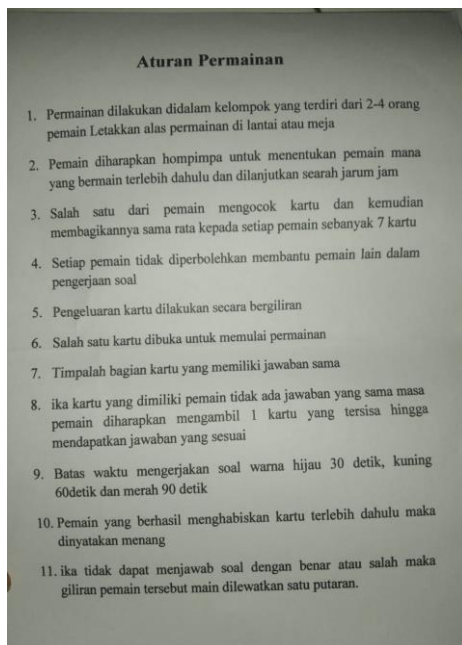 Aturan Permainan
1. Permainan dilakukan didalam kelompok yang terdiri dari 2-4 orang
pemain Letakkan alas permainan di lantai atau meja
2. Pemain diharapkan hompimpa untuk menentukan pemain mana
yang bermain terlebih dahulu dan dilanjutkan searah jarum jam
3. Salah satu dari pemain mengocok kartu dan kemudian
membagikannya sama rata kepada setiap pemain sebanyak 7 kartu
4. Setiap pemain tidak diperbolehkan membantu pemain lain dalam
pengerjaan soal
5. Pengeluaran kartu dilakukan secara bergiliran
6. Salah satu kartu dibuka untuk memulai permainan
7. Timpalah bagian kartu yang memiliki jawaban sama
8. ika kartu yang dimiliki pemain tidak ada jawaban yang sama masa
pemain diharapkan mengambil 1 kartu yang tersisa hingga
mendapatkan jawaban yang sesuai
9. Batas waktu mengerjakan soal warna hijau 30 detik, kuning
60detik dan merah 90 detik
10. Pemain yang berhasil menghabiskan kartu terlebih dahulu maka
dinyatakan menang
11. ika tidak dapat menjawab soal dengan benar atau salah maka
giliran pemain tersebut main dilewatkan satu putaran.